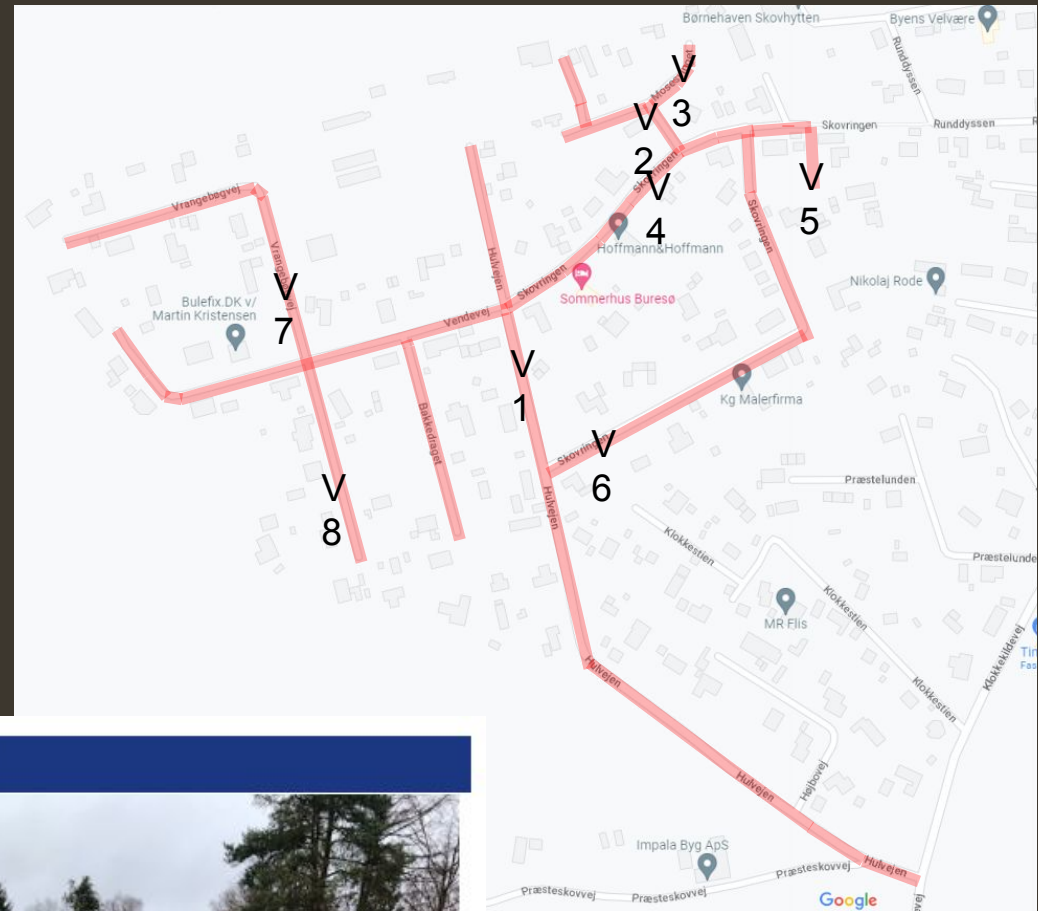 Børnehaven Skovhytten
Byens Velvære
Runddyssen
V
3
V
2
Skovringen
Runddyssen
Skovringen
V
4
V
5
Vrangebøgvej
Hulvejen
Skovringen
Hoffmann&Hoffmann
Skovringen
Sommerhus Buresø
Nikolaj Rode
V
7
Bulefix.DK v/
Martin Kristensen
Vendevej
V
1
Bakkedraget
Kg Malerfirma
Skovringen
V
6
V
8
Hulvejen
Præstelunden
Klokkestien
Præstelunde
Klokkestien
MR Flis
Klokkekildevej
Hulvejen
Klokkestien
Hulvejen
Højbovej
Impala Byg ApS
Præsteskovvej
Hulvejen
Præsteskovvej
Præsteskovvej
Google